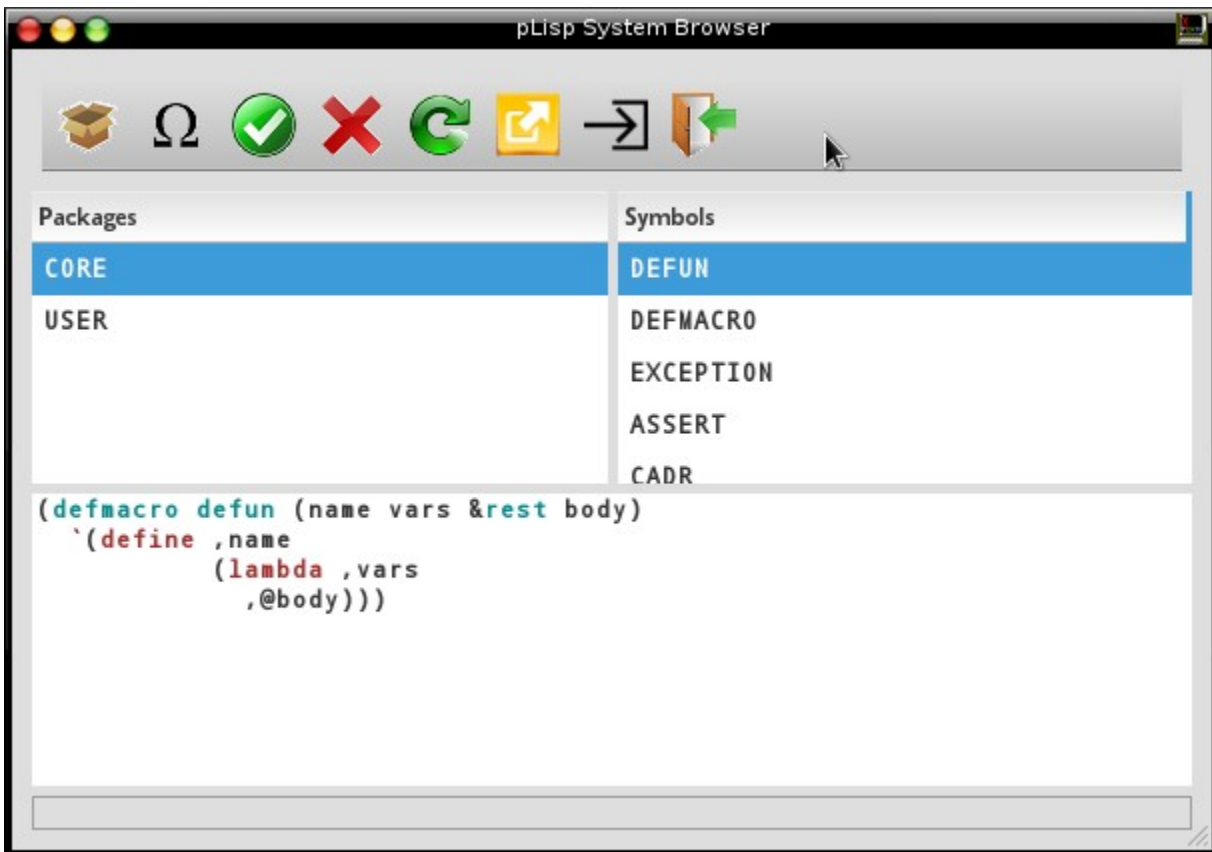 pLisp System Browser
Ω
Packages
Symbols
CORE
DEFUN
USER
DEFMACRO
EXCEPTION
ASSERT
CADR
(defmacro defun (name vars &rest body)
  `(define ,name
           (lambda ,vars
             ,@body)))